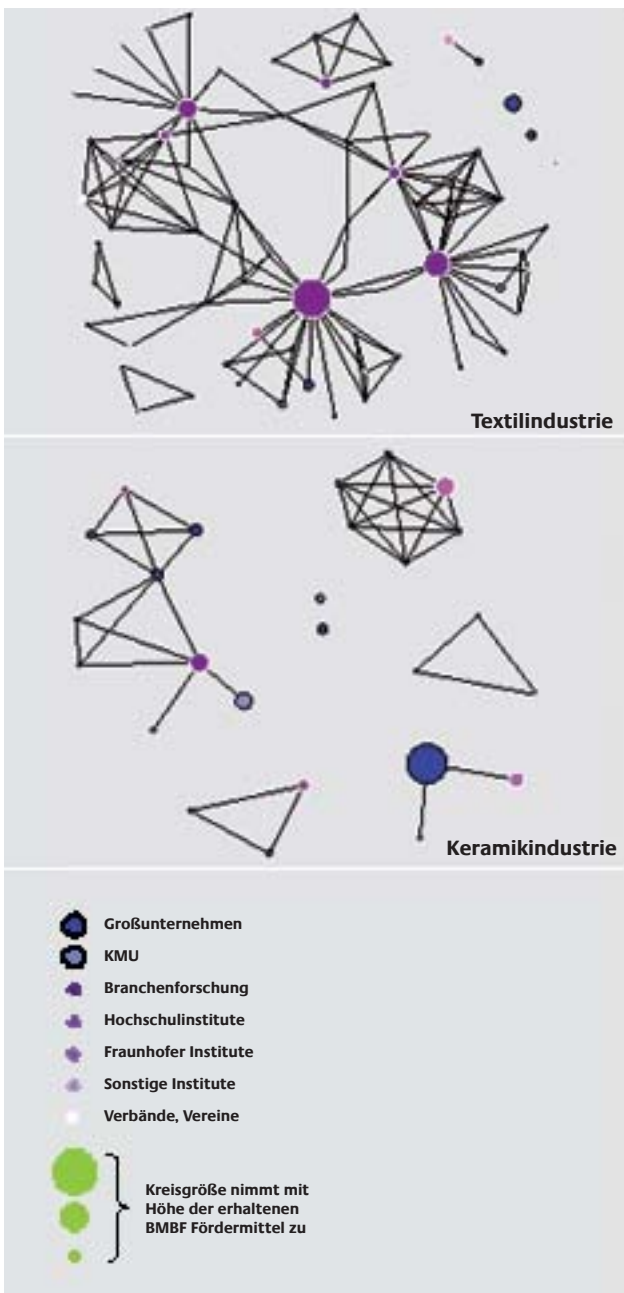 Textilindustrie
Keramikindustrie
Großunternehmen
KMU
Branchenforschung
Hochschulinstitute
Fraunhofer Institute
Sonstige Institute
Verbände, Vereine
Kreisgröße nimmt mit
Höhe der erhaltenen
BMBF Fördermittel zu